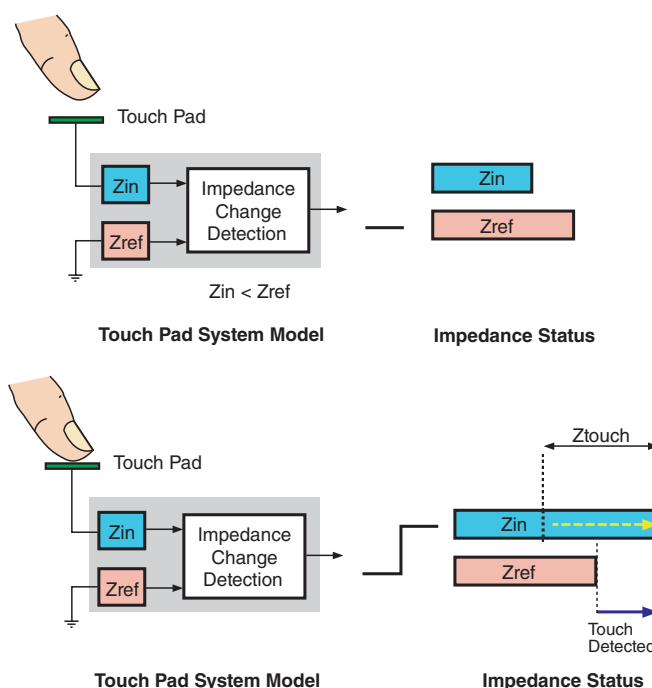 Touch Pad
Zin
Impedance
Change
Detection
Zref
Zin < Zref
Zin
Zref
Touch Pad System Model
Impedance Status
Touch Pad
Zin
Impedance
Change
Detection
Zref
Ztouch
Zin
Zref
Touch
Detected
Touch Pad System Model
Impedance Status